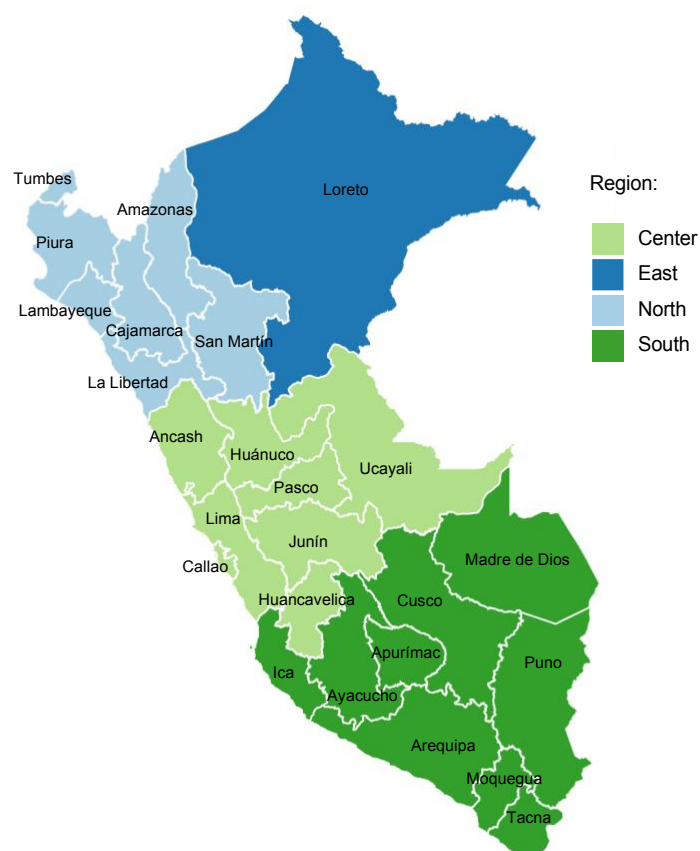 Tumbes
Loreto
Region:
Amazonas
Piura
Center
East
Lambayeque
North
Cajamarca
San Martín
South
La Libertad
Ancash
Huánuco
Ucayali
Pasco
Lima
Junín
Callao
Madre de Dios
Huancavelica
Cusco
Apurímac
Puno
Ica
Ayacucho
Arequipa
Moquegua
Tacna